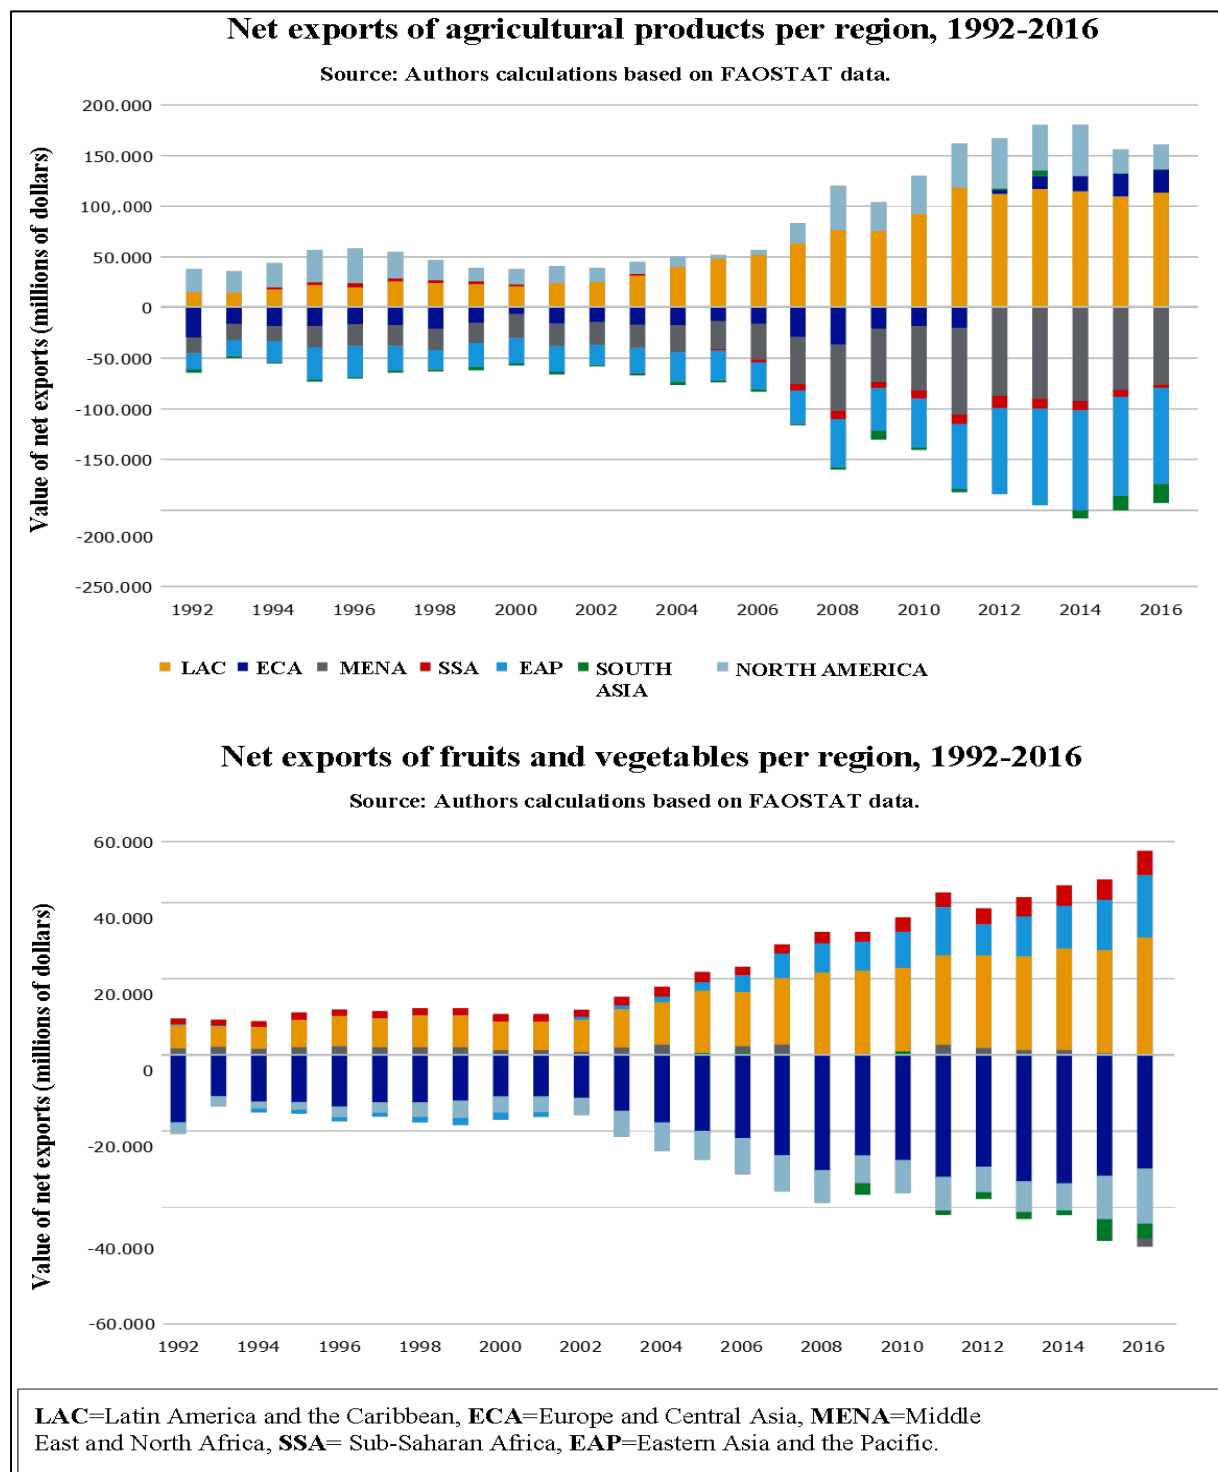 Net exports of agricultural products per region, 1992-2016
Source: Authors calculations based on FAOSTAT data.
Value of net exports (millions of dollars)
200.000
150.000
100,.000
50.000
0
-50.000
-100.000
-150.000
-200.000
-250.000
1992 1994 1996 1998 2000 2002 2004 2006 2008 2010 2012 2014 2016
LAC ECA MENA SSA EAP SOUTH ASIA NORTH AMERICA
Net exports of fruits and vegetables per region, 1992-2016
Source: Authors calculations based on FAOSTAT data.
Value of net exports (millions of dollars)
60.000
40.000
20.000
0
-20.000
-40.000
-60.000
1992 1994 1996 1998 2000 2002 2004 2006 2008 2010 2012 2014 2016
LAC=Latin America and the Caribbean, ECA=Europe and Central Asia, MENA=Middle
East and North Africa, SSA= Sub-Saharan Africa, EAP=Eastern Asia and the Pacific.